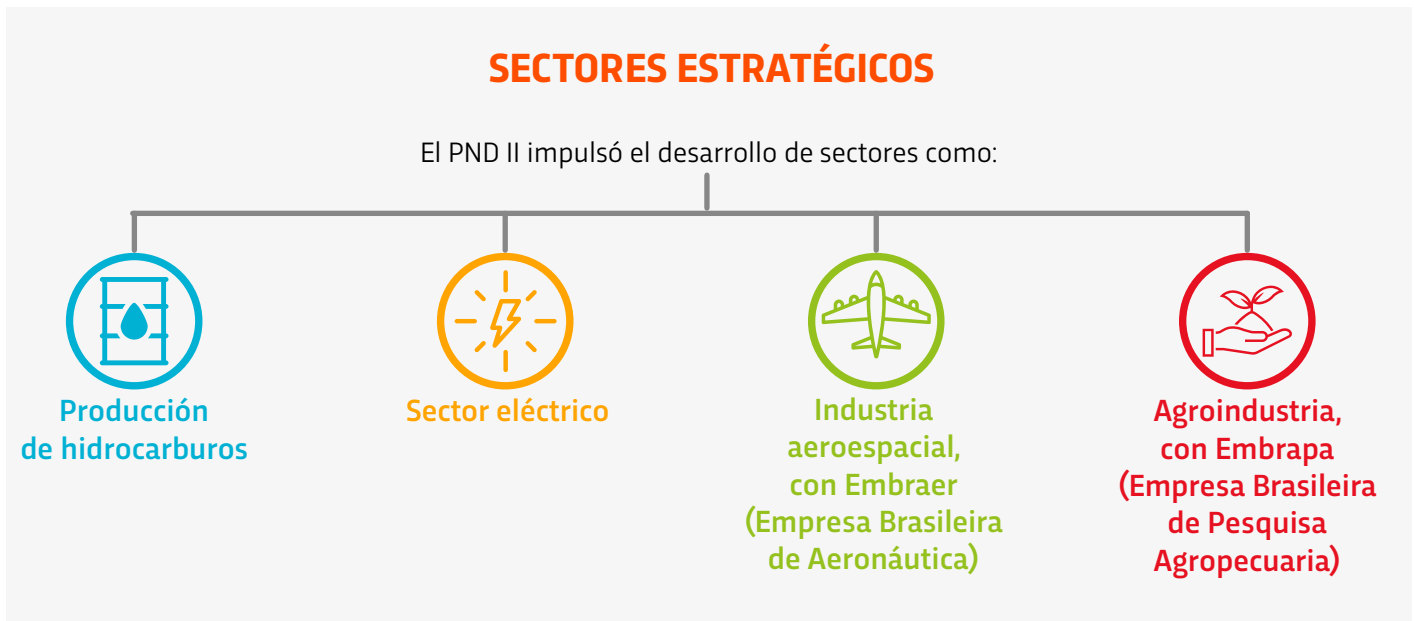 SECTORES ESTRATÉGICOS
El PND II impulsó el desarrollo de sectores como:
Producción
de hidrocarburos
Sector eléctrico
Industria
aeroespacial,
con Embraer
(Empresa Brasileira
de Aeronáutica)
Agroindustria,
con Embrapa
(Empresa Brasileira
de Pesquisa
Agropecuaria)